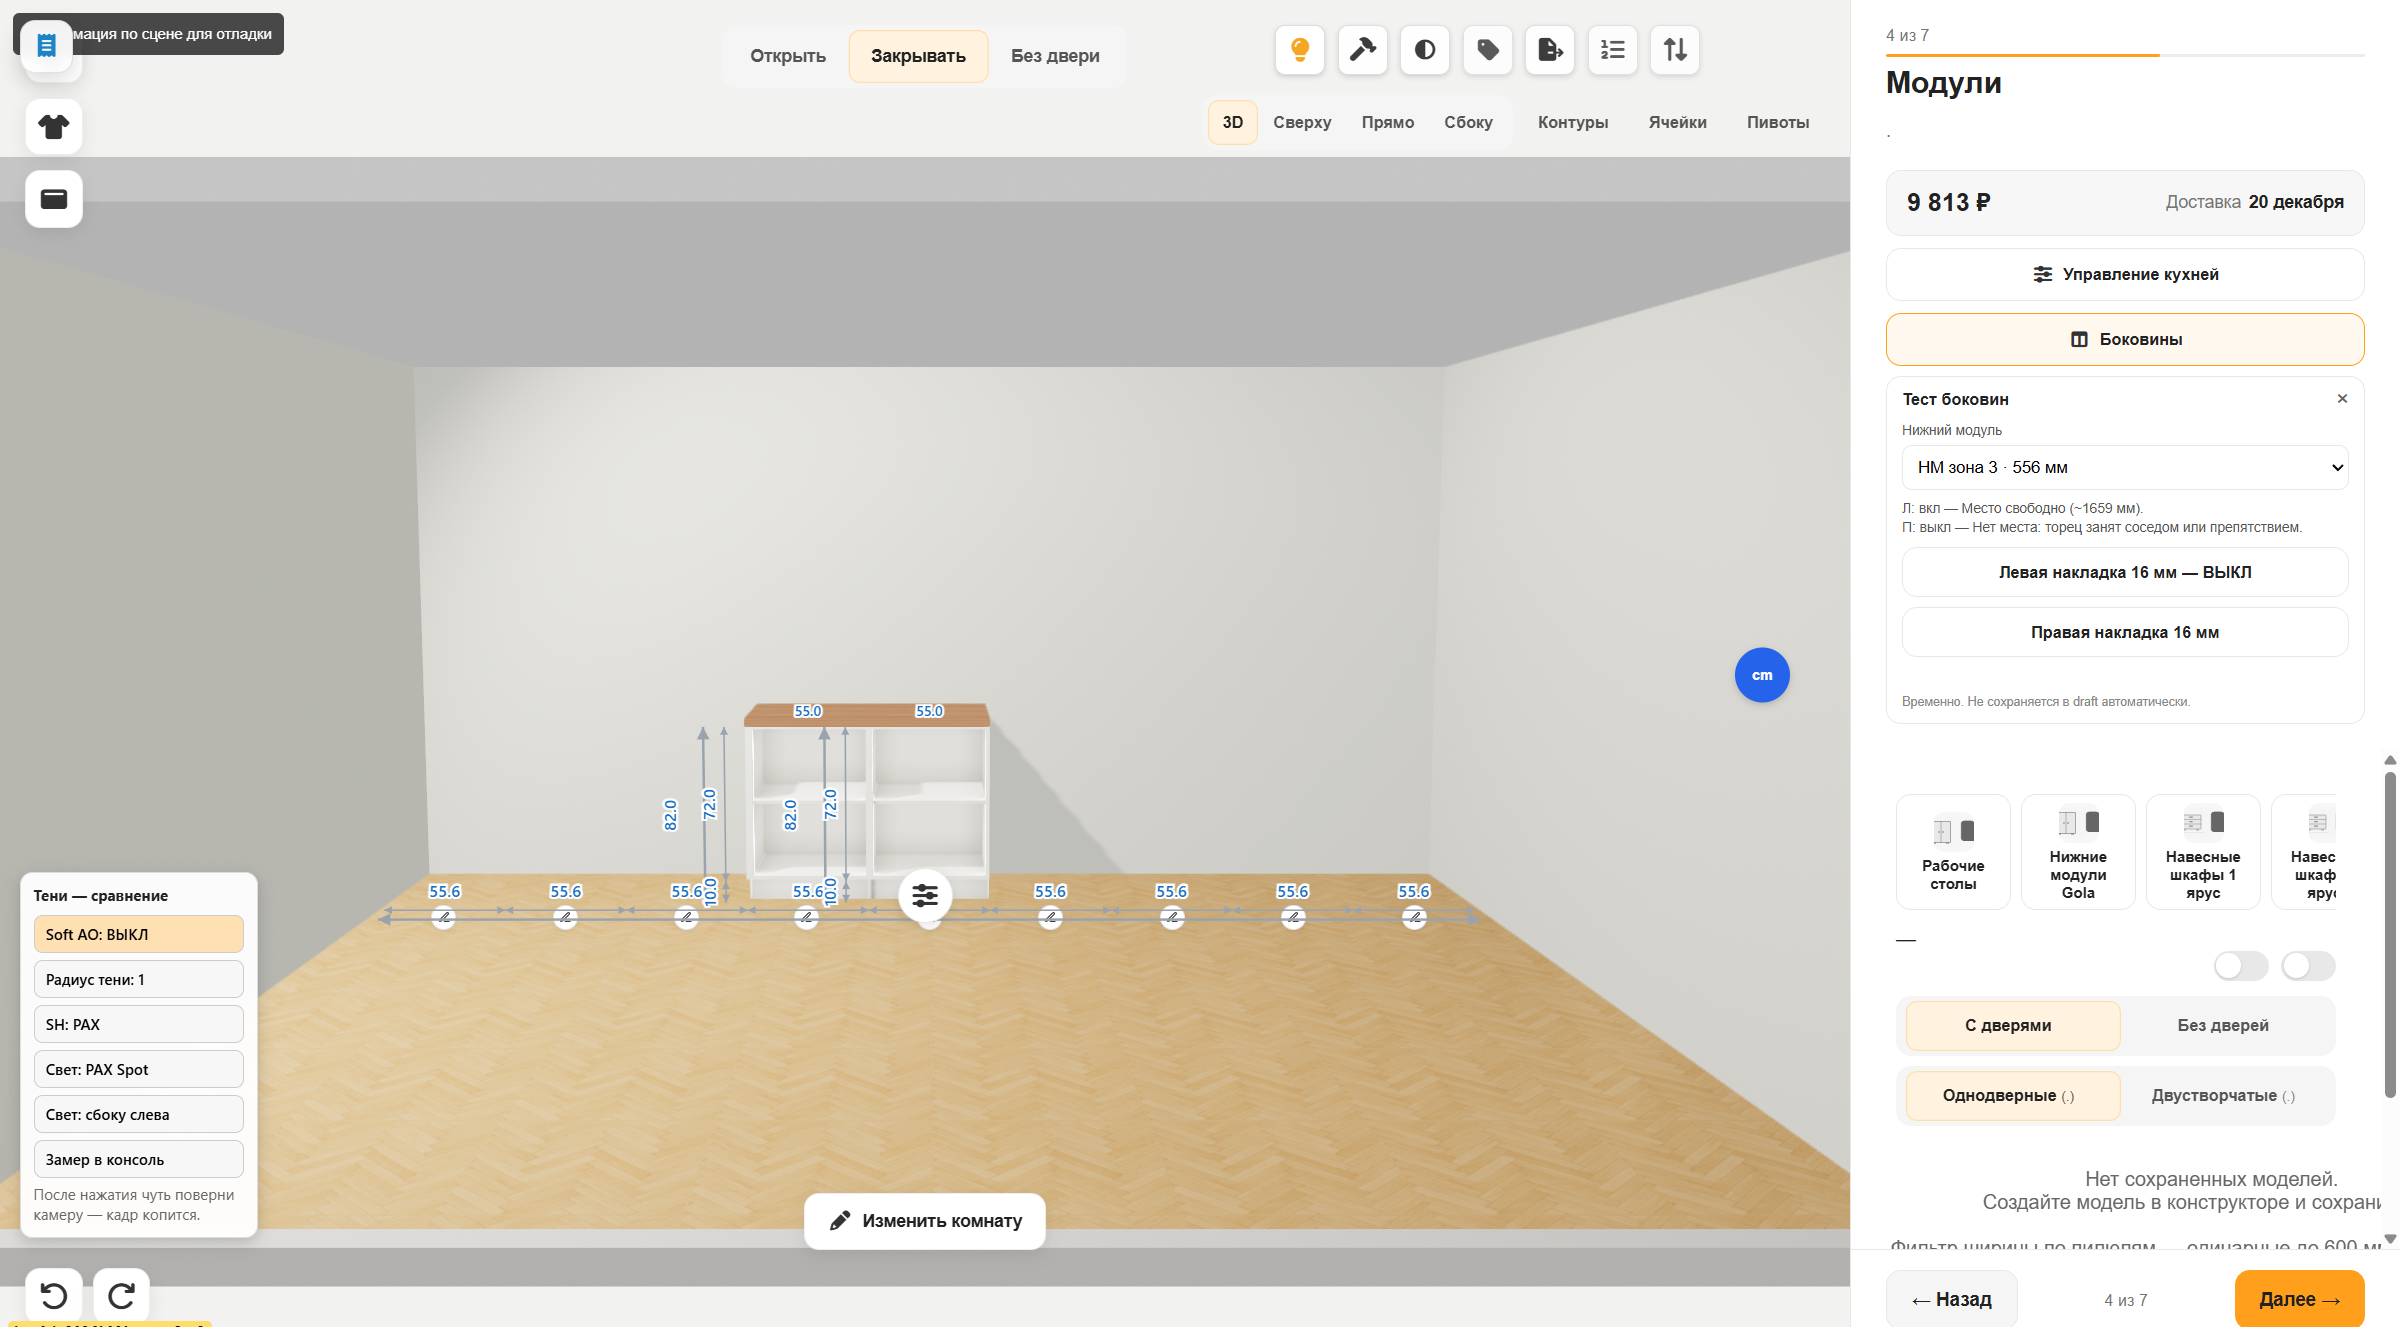 мация по сцене для отладки
Открыть
Закрывать
Без двери
3D
Сверху
Прямо
Сбоку
Контуры
Ячейки
Пивоты
4 из 7
Модули
.
9 813 ₽
Доставка 20 декабря
Управление кухней
Боковины
Тест боковин
×
Нижний модуль
НМ зона 3 · 556 мм
Л: вкл — Место свободно (~1659 мм).
П: выкл — Нет места: торец занят соседом или препятствием.
Левая накладка 16 мм — ВЫКЛ
Правая накладка 16 мм
Временно. Не сохраняется в draft автоматически.
cm
55.0
55.0
82.0
72.0
82.0
72.0
10.0
10.0
55.6
55.6
55.6
55.6
55.6
55.6
55.6
55.6
Рабочие
столы
Нижние
модули
Gola
Навесные
шкафы 1
ярус
Навес
шкаф
ярус
—
С дверями
Без дверей
Однодверные (.)
Двустворчатые (.)
Нет сохраненных моделей.
Создайте модель в конструкторе и сохрани
Тени — сравнение
Soft AO: ВЫКЛ
Радиус тени: 1
SH: PAX
Свет: PAX Spot
Свет: сбоку слева
Замер в консоль
После нажатия чуть поверни
камеру — кадр копится.
Изменить комнату
← Назад
4 из 7
Далее →